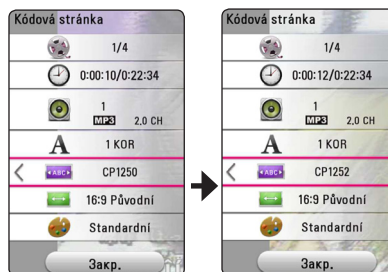 Kódová stránka
1/4
0:00:10/0:22:34
1
MP3 2,0 CH
A 1 KOR
ABC CP1250
16:9 Původní
Standardní
Закр.
Kódová stránka
1/4
0:00:12/0:22:34
1
MP3 2,0 CH
A 1 KOR
ABC CP1252
16:9 Původní
Standardní
Закр.